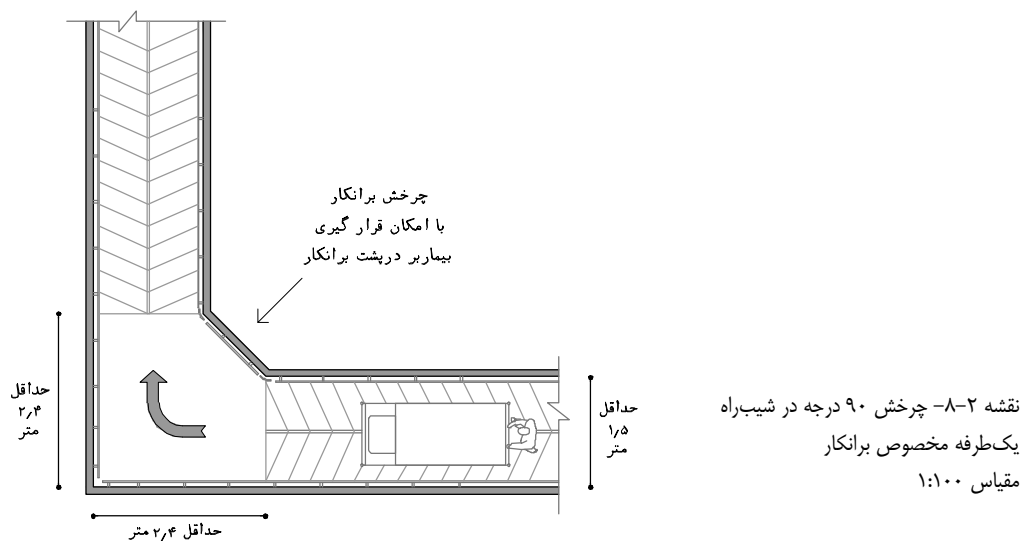 چرخش برانکار
با امکان قرار گیری
بیماربر درپشت برانکار
حداقل
۲٫۴
متر
حداقل
۱٫۵
متر
حداقل ۲٫۴ متر
نقشه ۲-۸- چرخش ۹۰ درجه در شیب‌راه
یک‌طرفه مخصوص برانکار
مقیاس ۱:۱۰۰